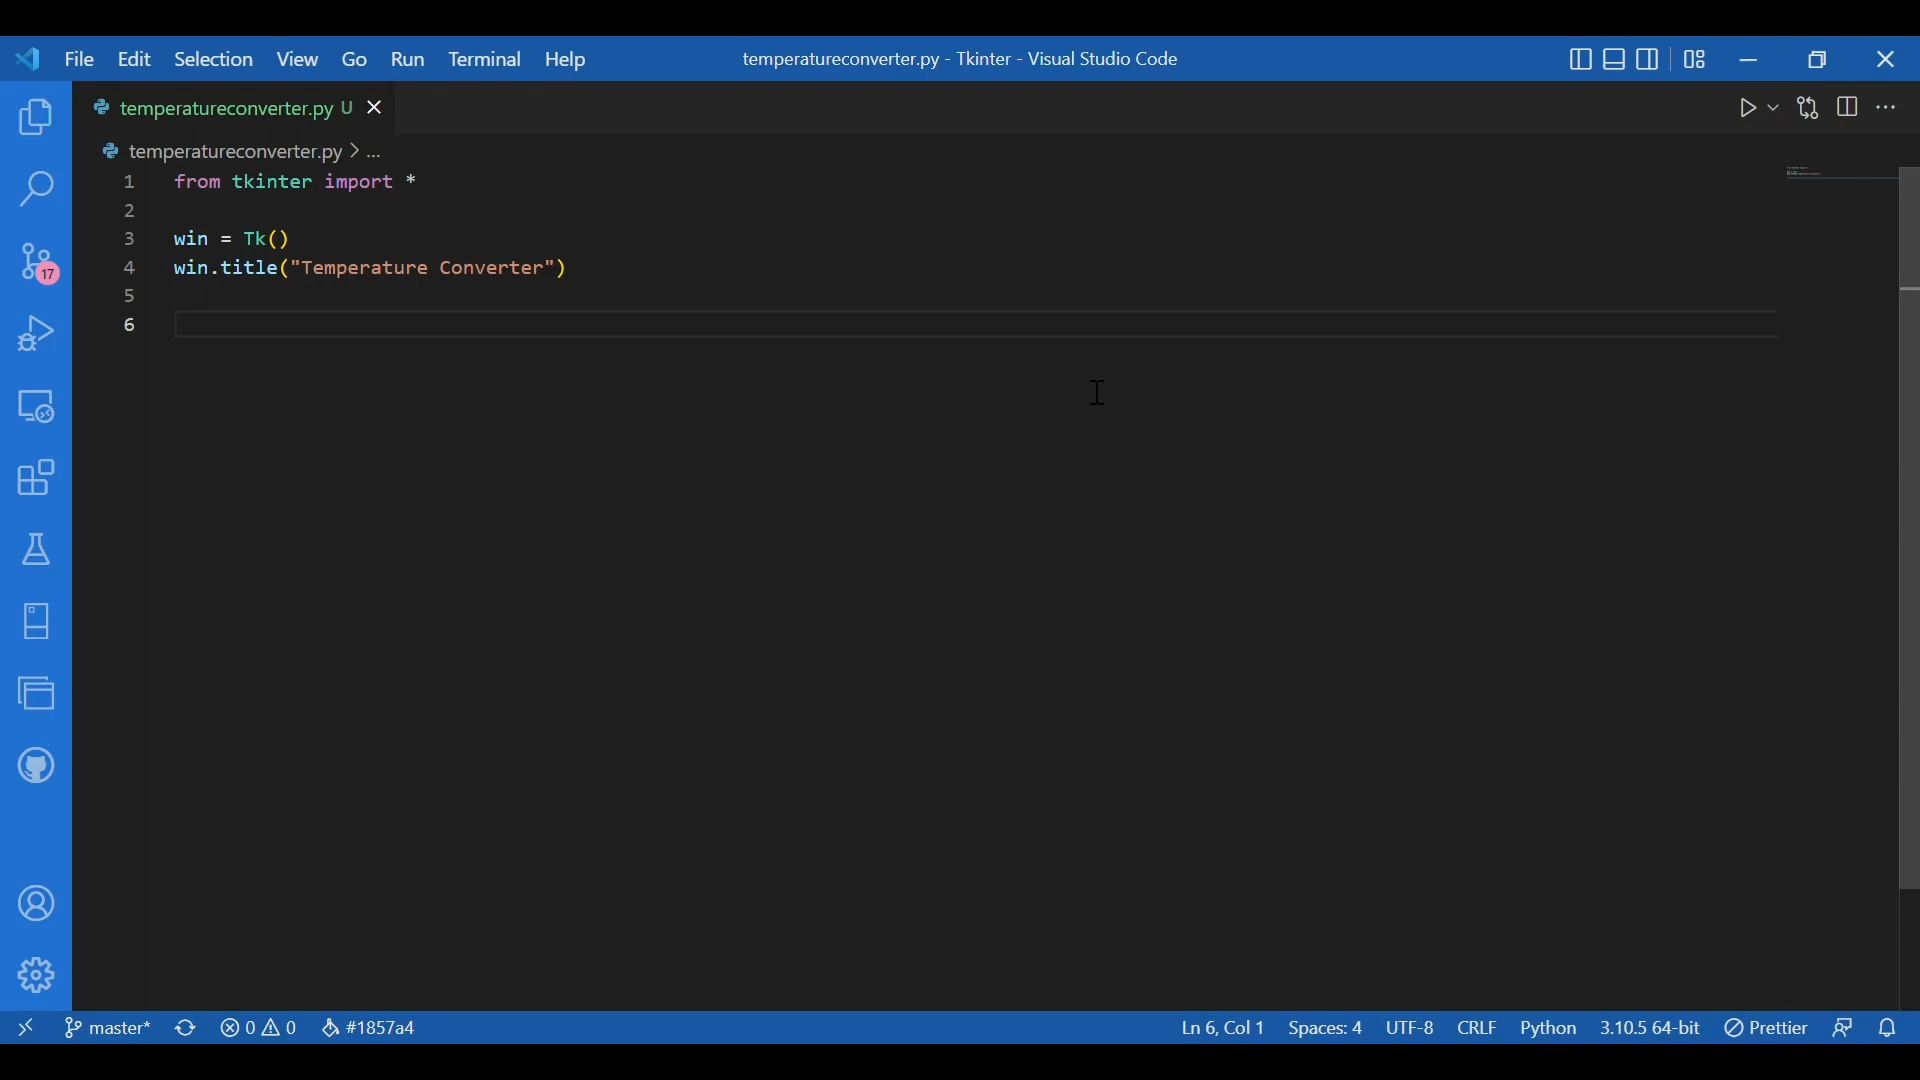 File Edit Selection View Go Run Terminal Help temperatureconverter.py - Tkinter - Visual Studio Code
temperatureconverter.py U
temperatureconverter.py > ...
1 from tkinter import *
2
3 win = Tk()
4 win.title("Temperature Converter")
5
6
17
master* 0 0 #1857a4 Ln 6, Col 1 Spaces: 4 UTF-8 CRLF Python 3.10.5 64-bit Prettier